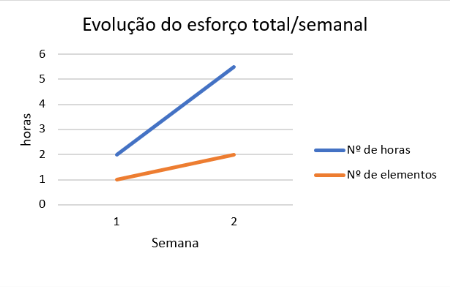 Evolução do esforço total/semanal
6
5
4
3
2
1
0
horas
1 2
Semana
Nº de horas
Nº de elementos